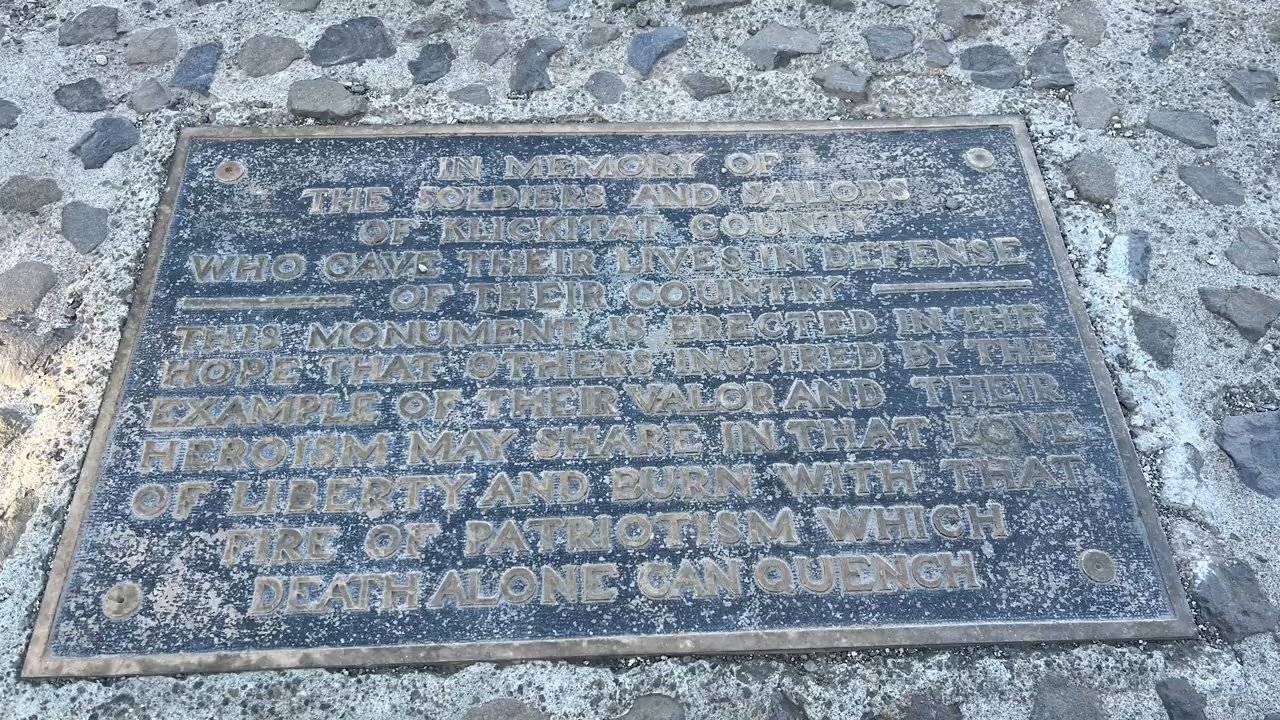 IN MEMORY OF
THE SOLDIERS AND SAILORS
OF KLICKITAT COUNTY
WHO GAVE THEIR LIVES IN DEFENSE
OF THEIR COUNTRY
THIS MONUMENT IS ERECTED IN THE
HOPE THAT OTHERS INSPIRED BY THE
EXAMPLE OF THEIR VALOR AND THEIR
HEROISM MAY SHARE IN THAT LOVE
OF LIBERTY AND BURN WITH THAT
FIRE OF PATRIOTISM WHICH
DEATH ALONE CAN QUENCH